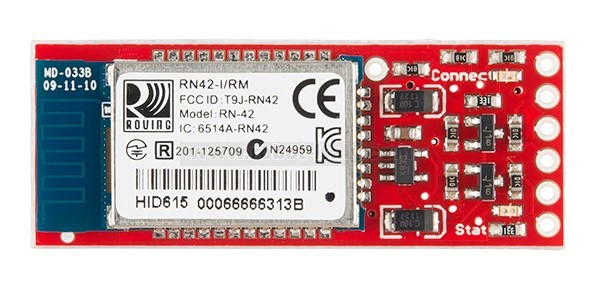 MD-033B
09-11-10
ROVING
RN42-I/RM
FCC ID: T9J-RN42
Model: RN-42
IC: 6514A-RN42
CE
R 201-125709 N24959
HID615 00066666313B
Connect
Stat